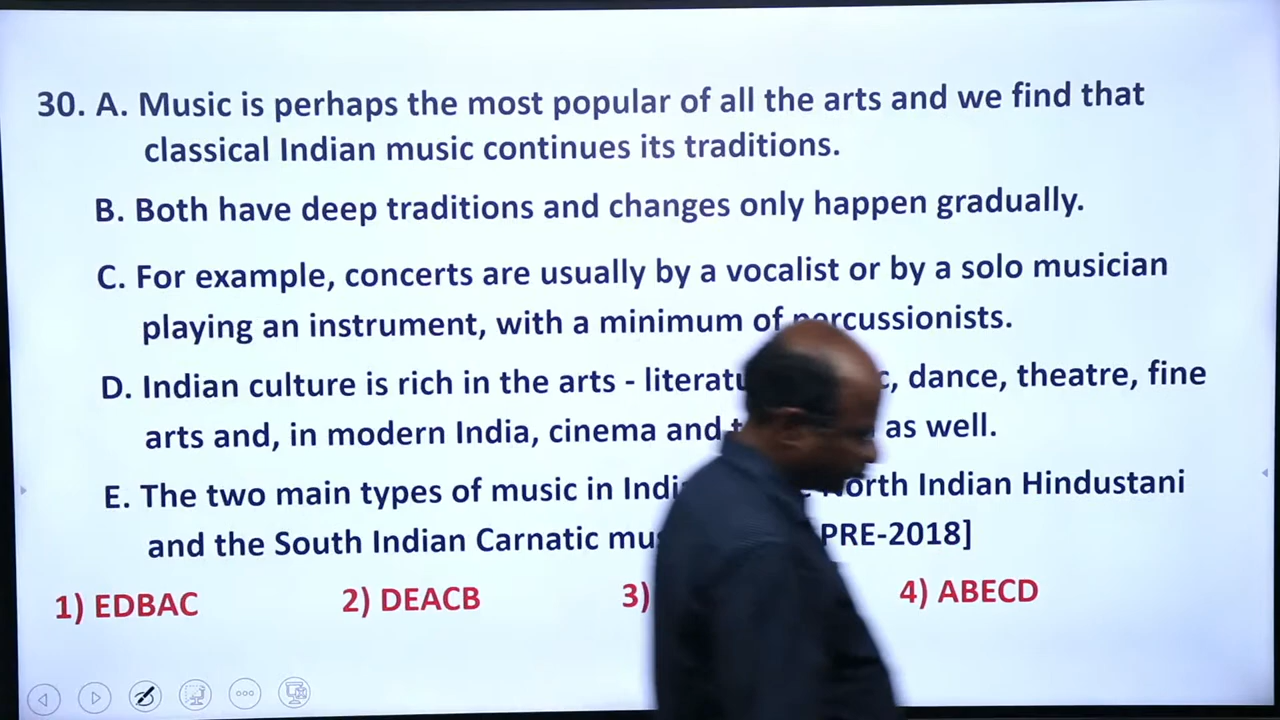 30. A. Music is perhaps the most popular of all the arts and we find that
classical Indian music continues its traditions.
B. Both have deep traditions and changes only happen gradually.
C. For example, concerts are usually by a vocalist or by a solo musician
playing an instrument, with a minimum of percussionists.
D. Indian culture is rich in the arts - dance, theatre, fine
arts and, in modern India, cinema and as well.
E. The two main types of music in North Indian Hindustani
and the South Indian Carnatic PRE-2018]
1) EDBAC 2) DEACB 3) 4) ABECD